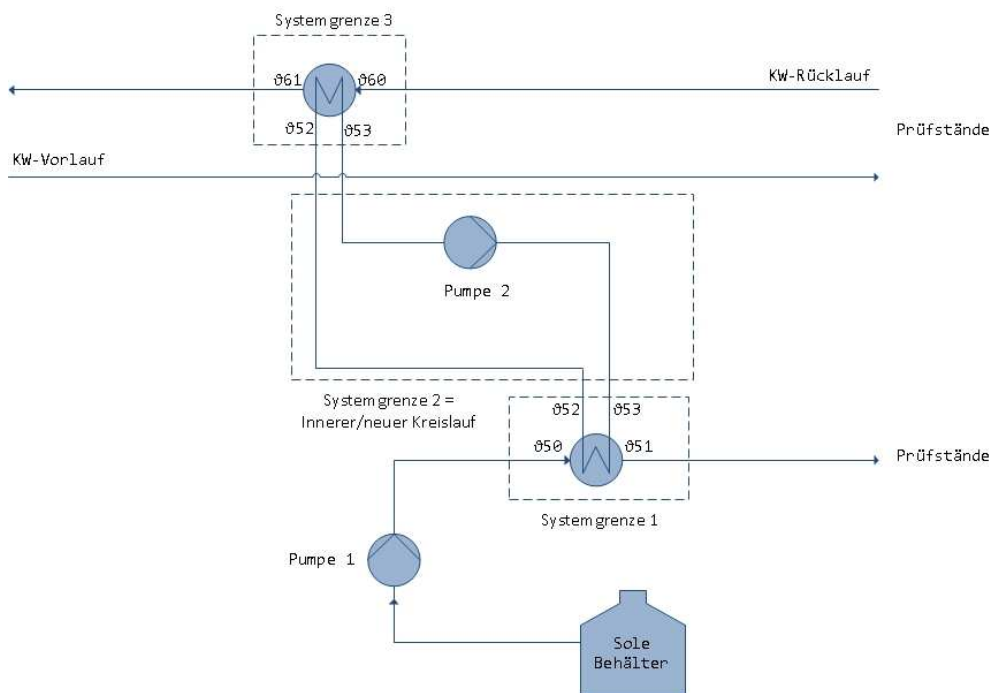 Systemgrenze 3
ϑ61
ϑ60
KW-Rücklauf
ϑ52
ϑ53
Prüfstände
KW-Vorlauf
Pumpe 2
Systemgrenze 2 =
Innerer/neuer Kreislauf
ϑ52
ϑ53
ϑ50
ϑ51
Prüfstände
Systemgrenze 1
Pumpe 1
Sole
Behälter